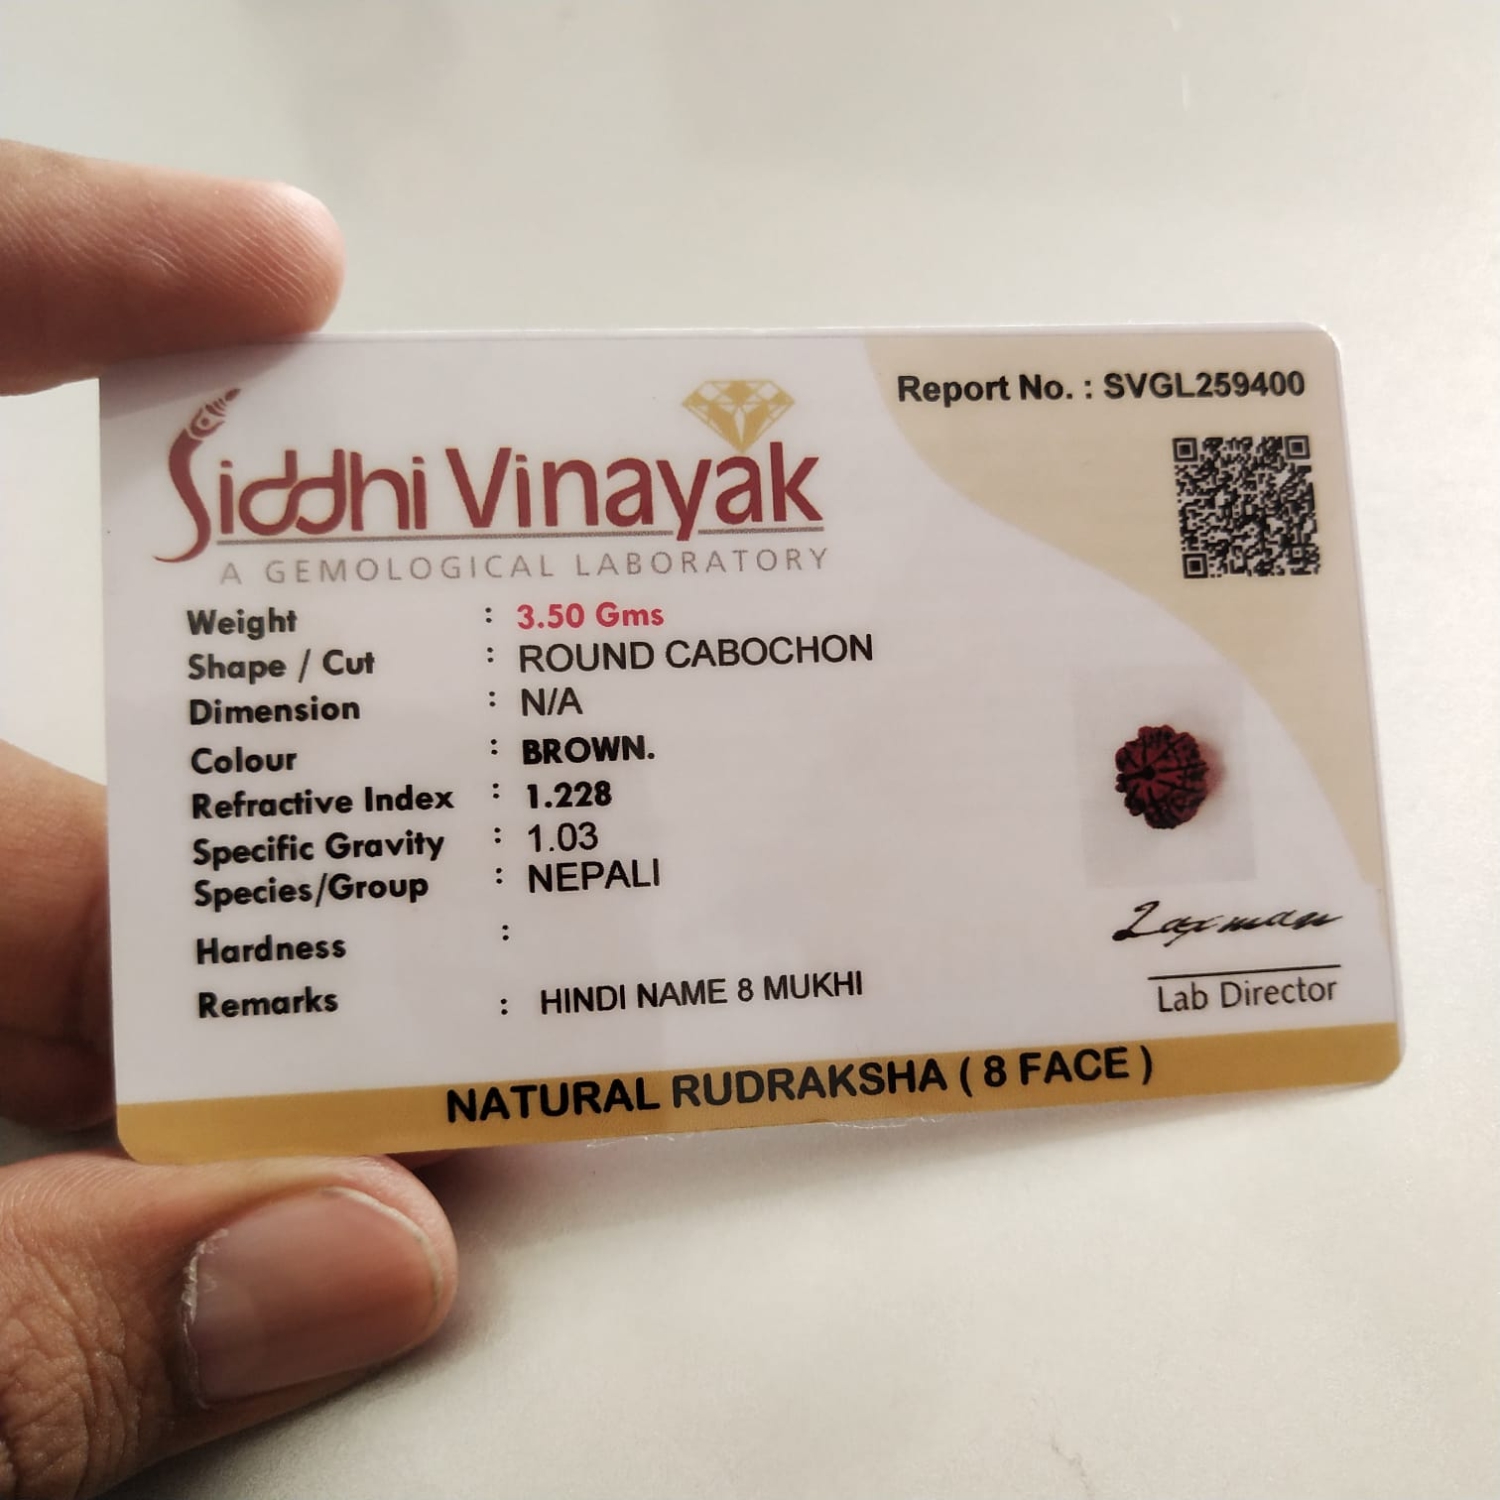 Report No. : SVGL259400
Siddhi Vinayak
A GEMOLOGICAL LABORATORY
Weight : 3.50 Gms
Shape / Cut : ROUND CABOCHON
Dimension : N/A
Colour : BROWN.
Refractive Index : 1.228
Specific Gravity : 1.03
Species/Group : NEPALI
Hardness :
Remarks : HINDI NAME 8 MUKHI
Laxman
Lab Director
NATURAL RUDRAKSHA ( 8 FACE )